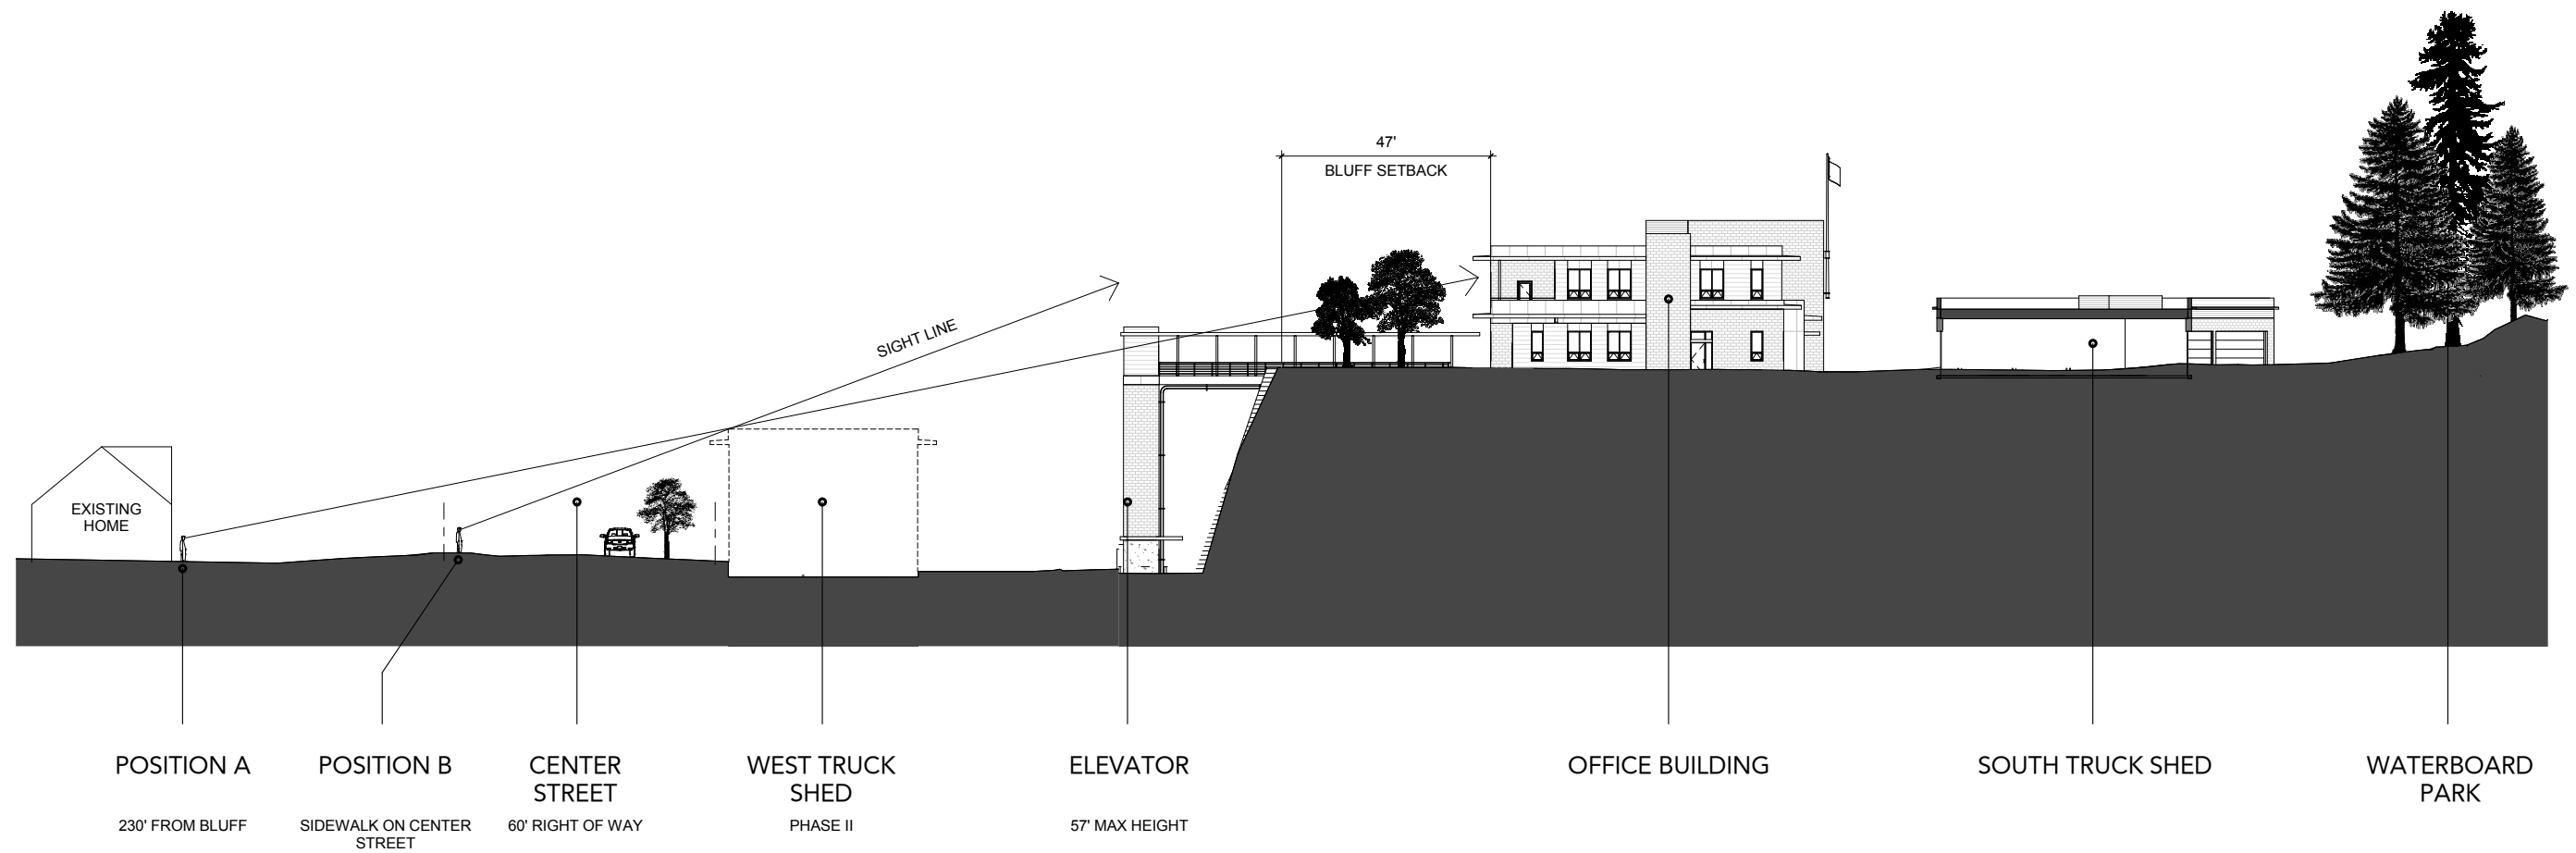 47'
BLUFF SETBACK
SIGHT LINE
EXISTING
HOME
POSITION A
230' FROM BLUFF
POSITION B
SIDEWALK ON CENTER
STREET
CENTER
STREET
60' RIGHT OF WAY
WEST TRUCK
SHED
PHASE II
ELEVATOR
57' MAX HEIGHT
OFFICE BUILDING
SOUTH TRUCK SHED
WATERBOARD
PARK